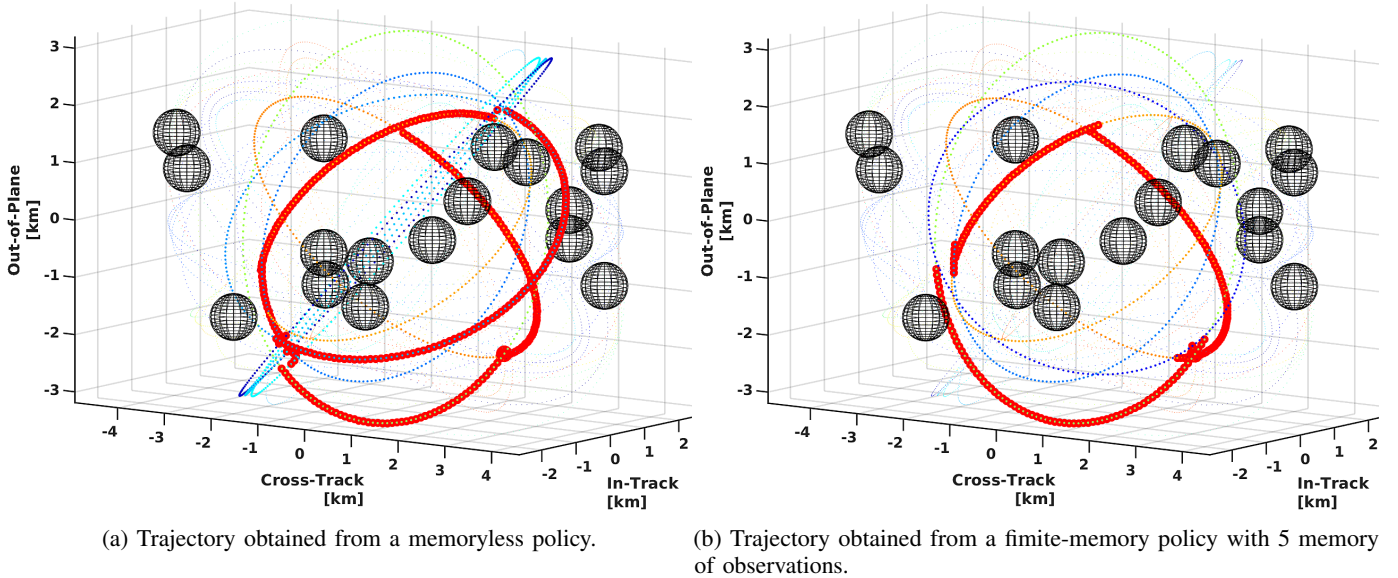 3
2
1
0
-1
-2
-3
Out-of-Plane
[km]
-4
-3
-2
-1
0
1
2
3
4
Cross-Track
[km]
-2
-1
0
1
2
In-Track
[km]
3
2
1
0
-1
-2
-3
Out-of-Plane
[km]
-4
-3
-2
-1
0
1
2
3
4
Cross-Track
[km]
-2
-1
0
1
2
In-Track
[km]
(a) Trajectory obtained from a memoryless policy.
(b) Trajectory obtained from a fimite-memory policy with 5 memory
of observations.